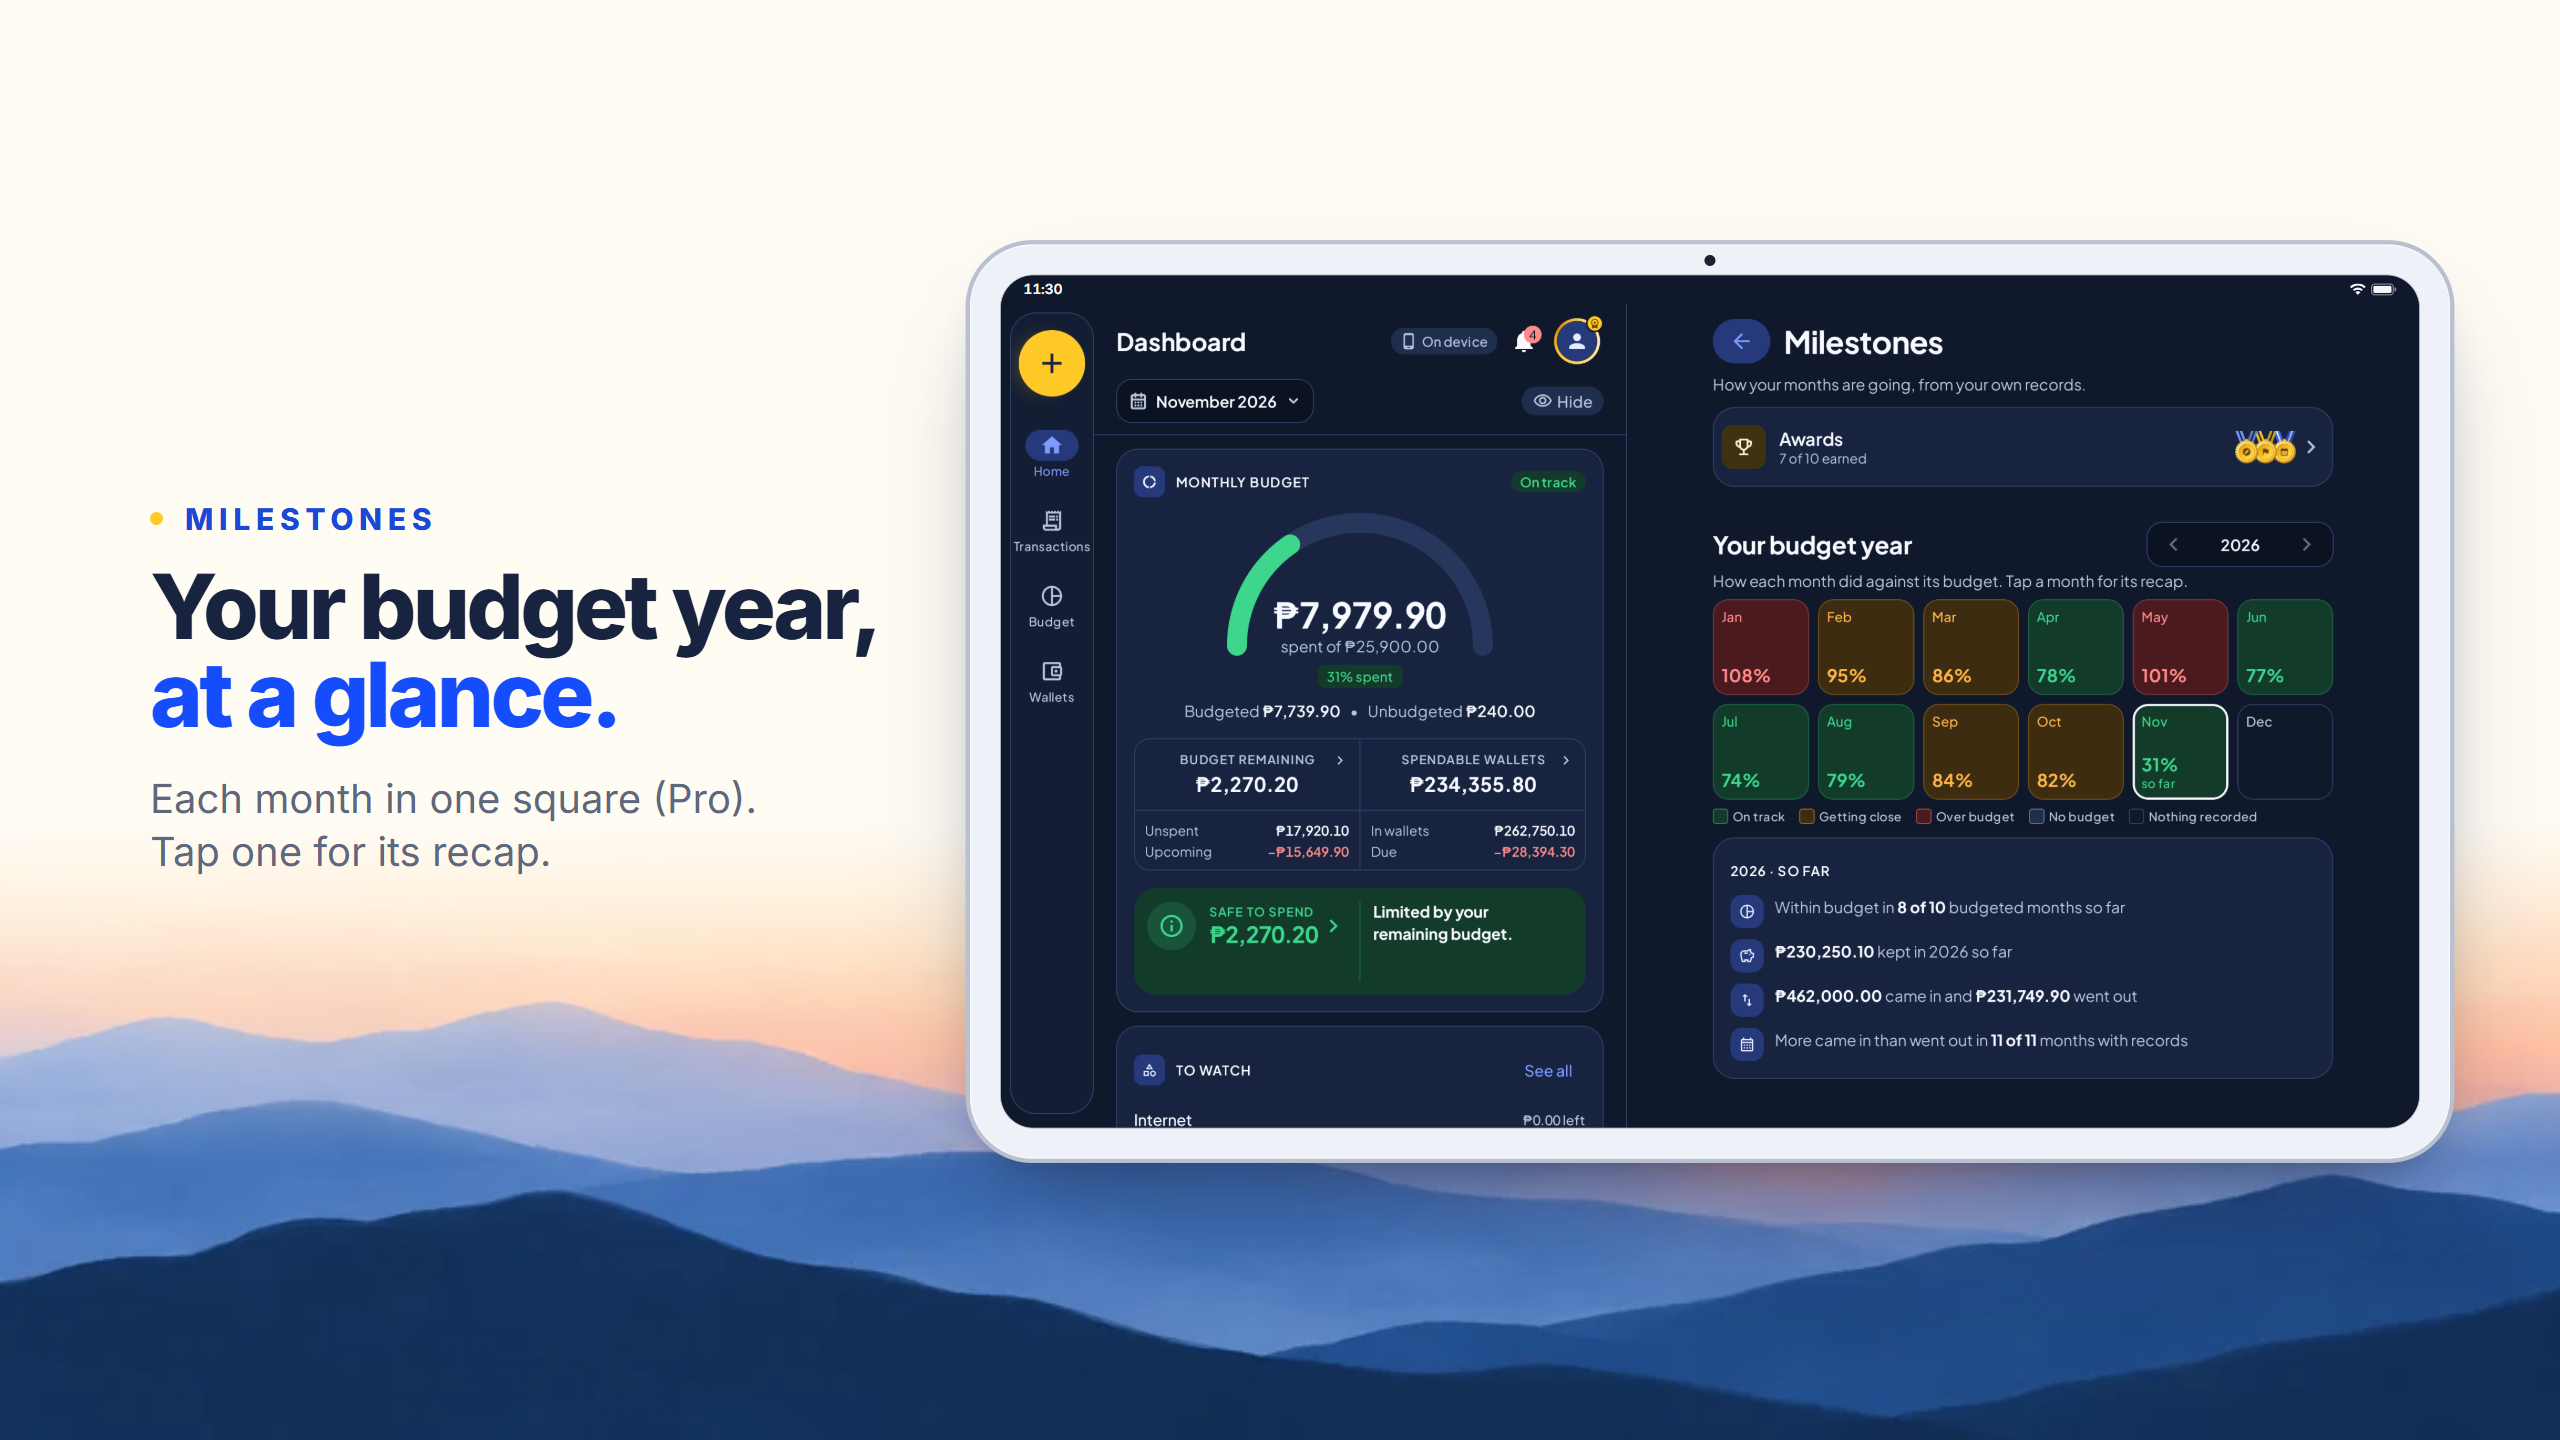 MILESTONES
Your budget year,
at a glance.
Each month in one square (Pro).
Tap one for its recap.
11:30
Dashboard
On device
4
November 2026
Hide
Home
Transactions
Budget
Wallets
MONTHLY BUDGET
On track
₱7,979.90
spent of ₱25,900.00
31% spent
Budgeted ₱7,739.90 • Unbudgeted ₱240.00
BUDGET REMAINING
₱2,270.20
SPENDABLE WALLETS
₱234,355.80
Unspent ₱17,920.10
Upcoming −₱15,649.90
In wallets ₱262,750.10
Due −₱28,394.30
SAFE TO SPEND
₱2,270.20
Limited by your
remaining budget.
TO WATCH
See all
Internet
₱0.00 left
Milestones
How your months are going, from your own records.
Awards
7 of 10 earned
Your budget year
2026
How each month did against its budget. Tap a month for its recap.
Jan
108%
Feb
95%
Mar
86%
Apr
78%
May
101%
Jun
77%
Jul
74%
Aug
79%
Sep
84%
Oct
82%
Nov
31%
so far
Dec
On track
Getting close
Over budget
No budget
Nothing recorded
2026 · SO FAR
Within budget in 8 of 10 budgeted months so far
₱230,250.10 kept in 2026 so far
₱462,000.00 came in and ₱231,749.90 went out
More came in than went out in 11 of 11 months with records